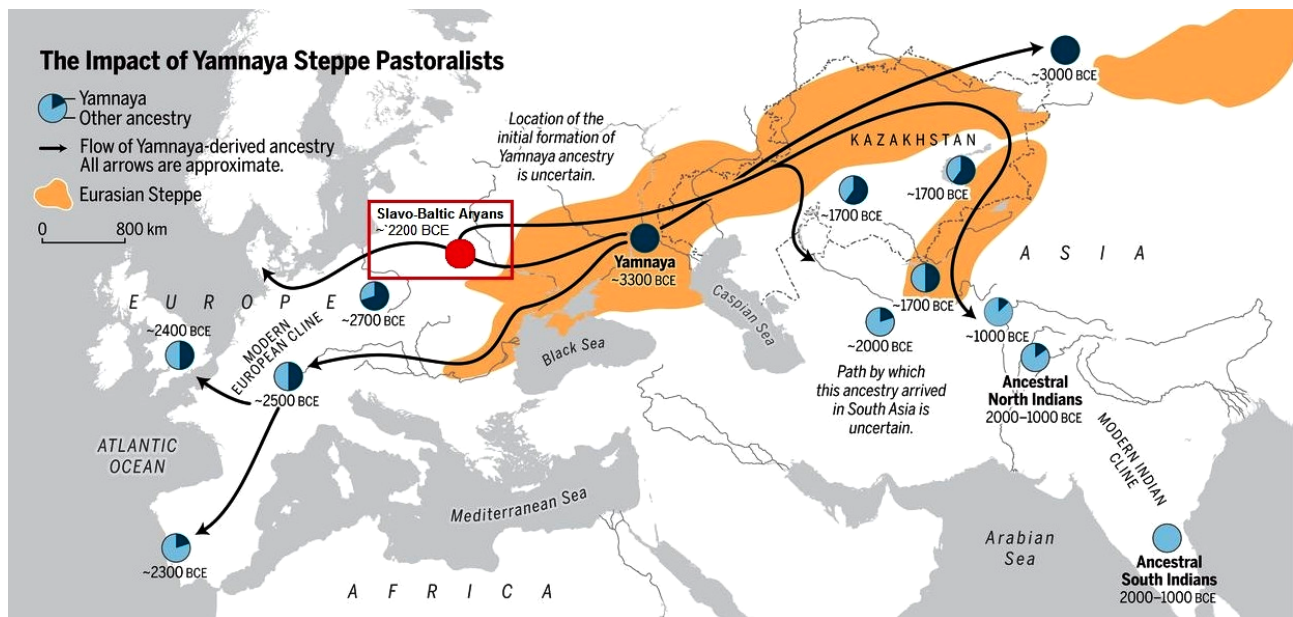 The Impact of Yamnaya Steppe Pastoralists
Yamnaya
Other ancestry
Flow of Yamnaya-derived ancestry
All arrows are approximate.
Eurasian Steppe
0 800 km
Location of the
initial formation of
Yamnaya ancestry
is uncertain.
~3000 BCE
KAZAKHSTAN
~1700 BCE
~1700 BCE
Slavo-Baltic Aryans
~`2200 BCE
Yamnaya
~3300 BCE
ASIA
EUROPE
~2700 BCE
~1700 BCE
Caspian Sea
~2400 BCE
MODERN
EUROPEAN CLINE
Black Sea
~2000 BCE
~1000 BCE
~2500 BCE
Path by which
this ancestry arrived
in South Asia is
uncertain.
Ancestral
North Indians
2000–1000 BCE
ATLANTIC
OCEAN
MODERN INDIAN
CLINE
Mediterranean Sea
Arabian
Sea
~2300 BCE
AFRICA
Ancestral
South Indians
2000–1000 BCE